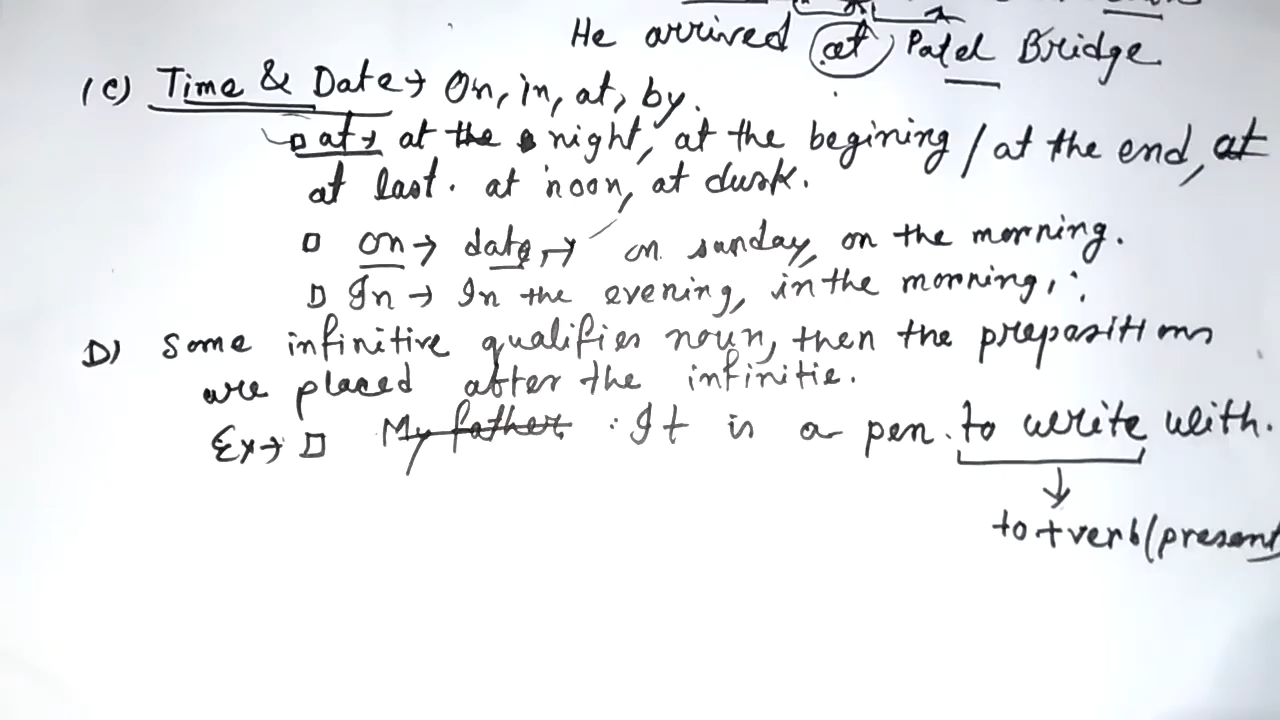 He arrived at Patel Bridge
(C) Time & Date → On, in, at, by.
at → at the night, at the begining / at the end, at
at last. at noon, at dusk.
on → date, → on sunday, on the morning.
In → In the evening, in the morning,
D) Some infinitive qualifies noun, then the prepositions
are placed after the infinitie.
Ex → My father. It is a pen to write with.
to + verb (present